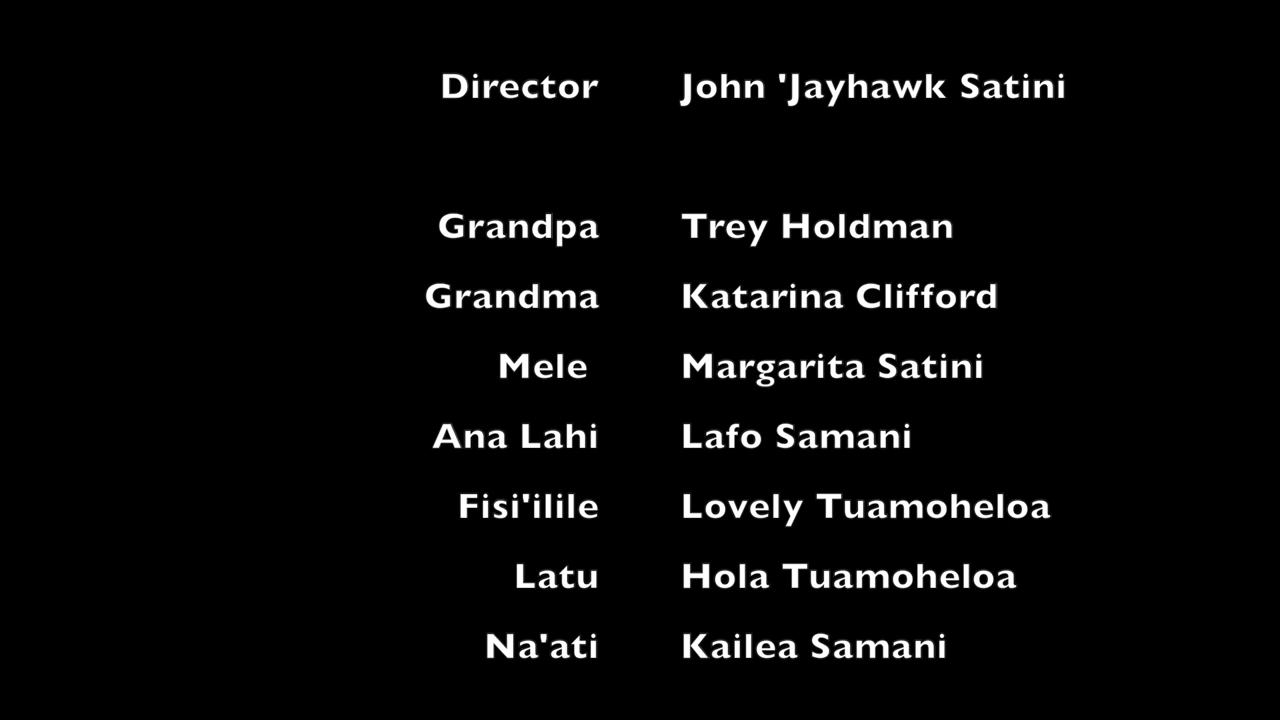 Director John 'Jayhawk Satini
Grandpa Trey Holdman
Grandma Katarina Clifford
Mele Margarita Satini
Ana Lahi Lafo Samani
Fisi'ilile Lovely Tuamoheloa
Latu Hola Tuamoheloa
Na'ati Kailea Samani